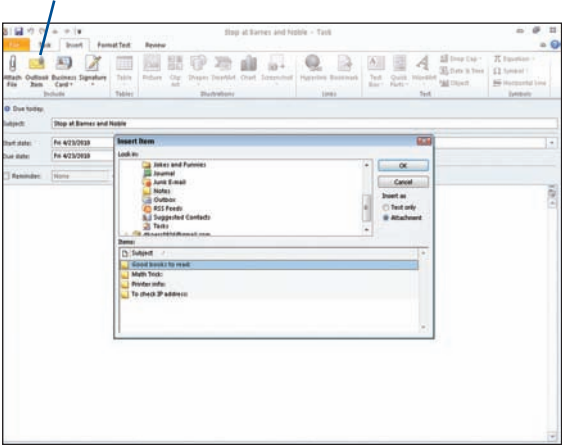 Stop at Barnes and Noble - Task
File Task Insert Format Text Review
Attach File Outlook Item Business Card Signature Table Picture Clip Art Shapes SmartArt Chart Screenshot Hyperlink Bookmark Text Box Quick Parts WordArt Drop Cap Date & Time Object Equation Symbol Horizontal Line
Include Tables Illustrations Links Text Symbols
Due today.
Subject: Stop at Barnes and Noble
Start date: Fri 4/23/2010
Due date: Fri 4/23/2010
Reminder: None
Insert Item
Look in:
Jokes and Funnies
Journal
Junk E-mail
Notes
Outbox
RSS Feeds
Suggested Contacts
Tasks
OK
Cancel
Insert as
Text only
Attachment
Items:
Subject
Good books to read:
Math Trick:
Printer info:
To check IP address: